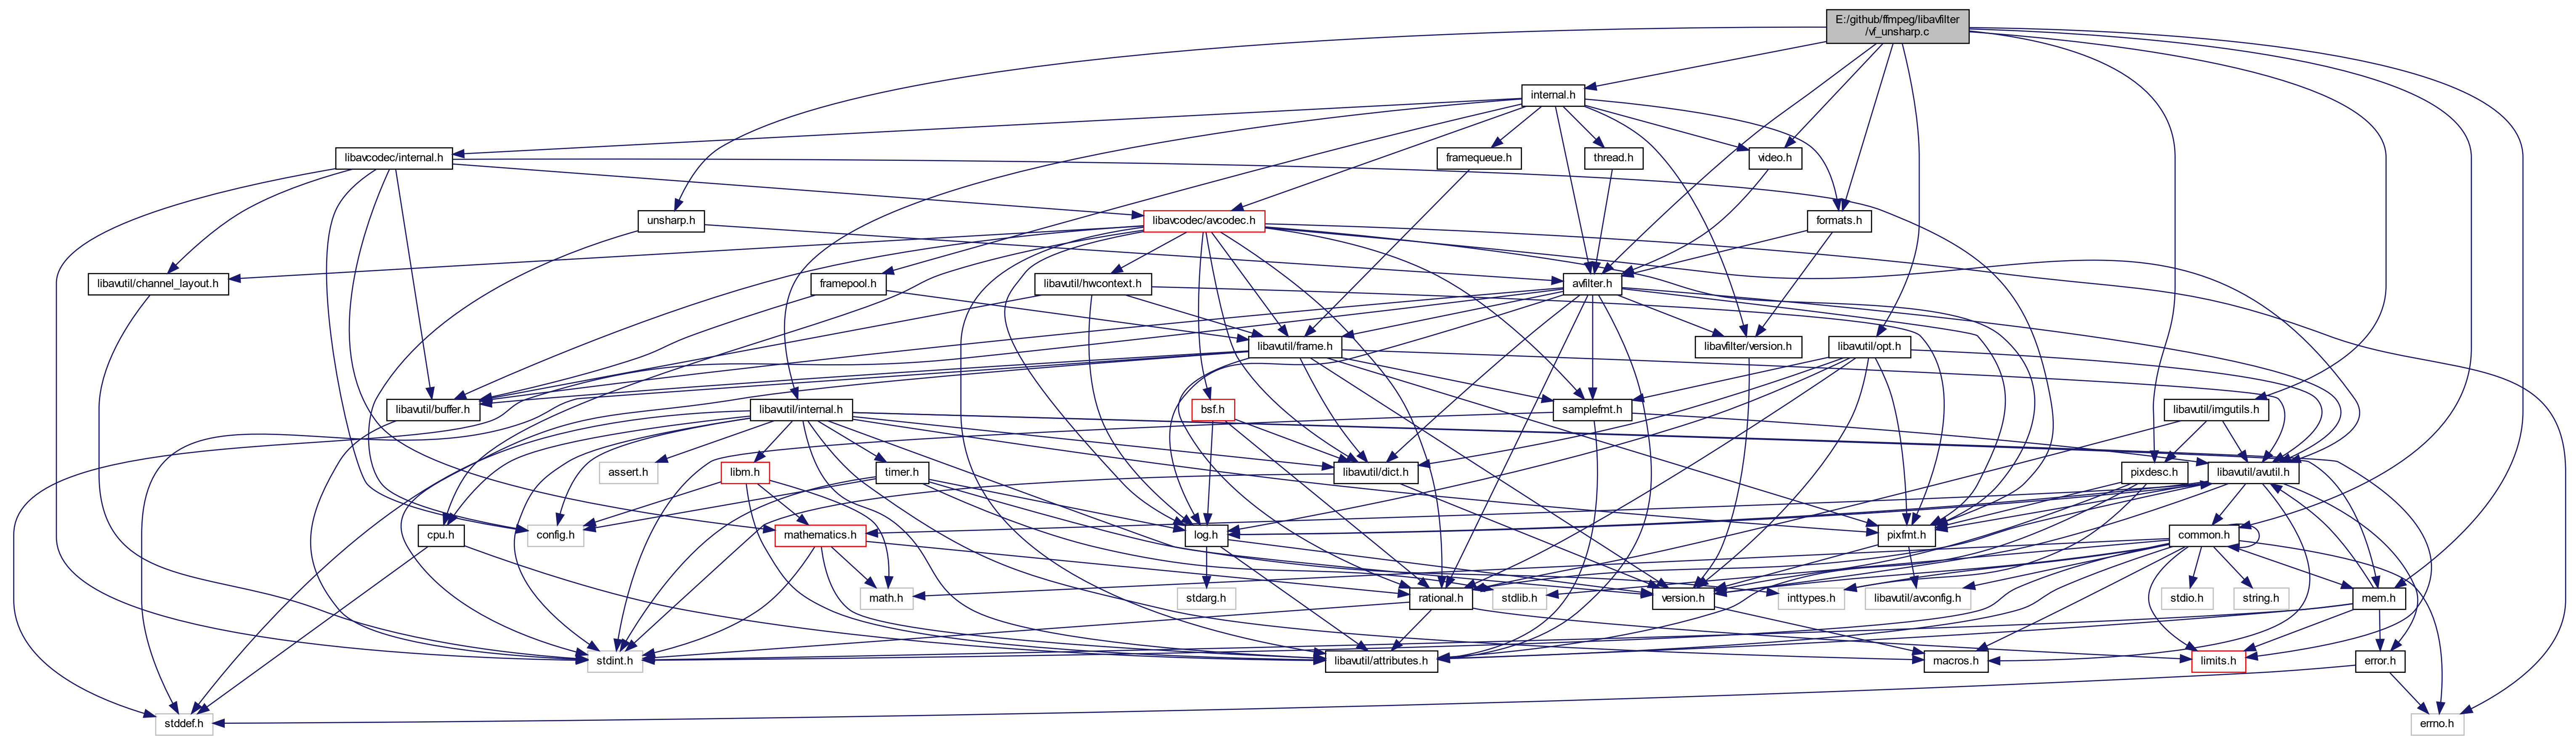 E:/github/ffmpeg/libavfilter
/vf_unsharp.c
internal.h
libavcodec/internal.h
framequeue.h
thread.h
video.h
unsharp.h
libavcodec/avcodec.h
formats.h
libavutil/channel_layout.h
framepool.h
libavutil/hwcontext.h
avfilter.h
libavutil/frame.h
libavfilter/version.h
libavutil/opt.h
libavutil/buffer.h
libavutil/internal.h
bsf.h
samplefmt.h
libavutil/imgutils.h
assert.h
libm.h
timer.h
libavutil/dict.h
libavutil/avutil.h
pixdesc.h
cpu.h
config.h
mathematics.h
log.h
pixfmt.h
common.h
math.h
stdarg.h
rational.h
stdlib.h
version.h
inttypes.h
libavutil/avconfig.h
stdio.h
string.h
mem.h
stdint.h
libavutil/attributes.h
macros.h
limits.h
error.h
stddef.h
errno.h